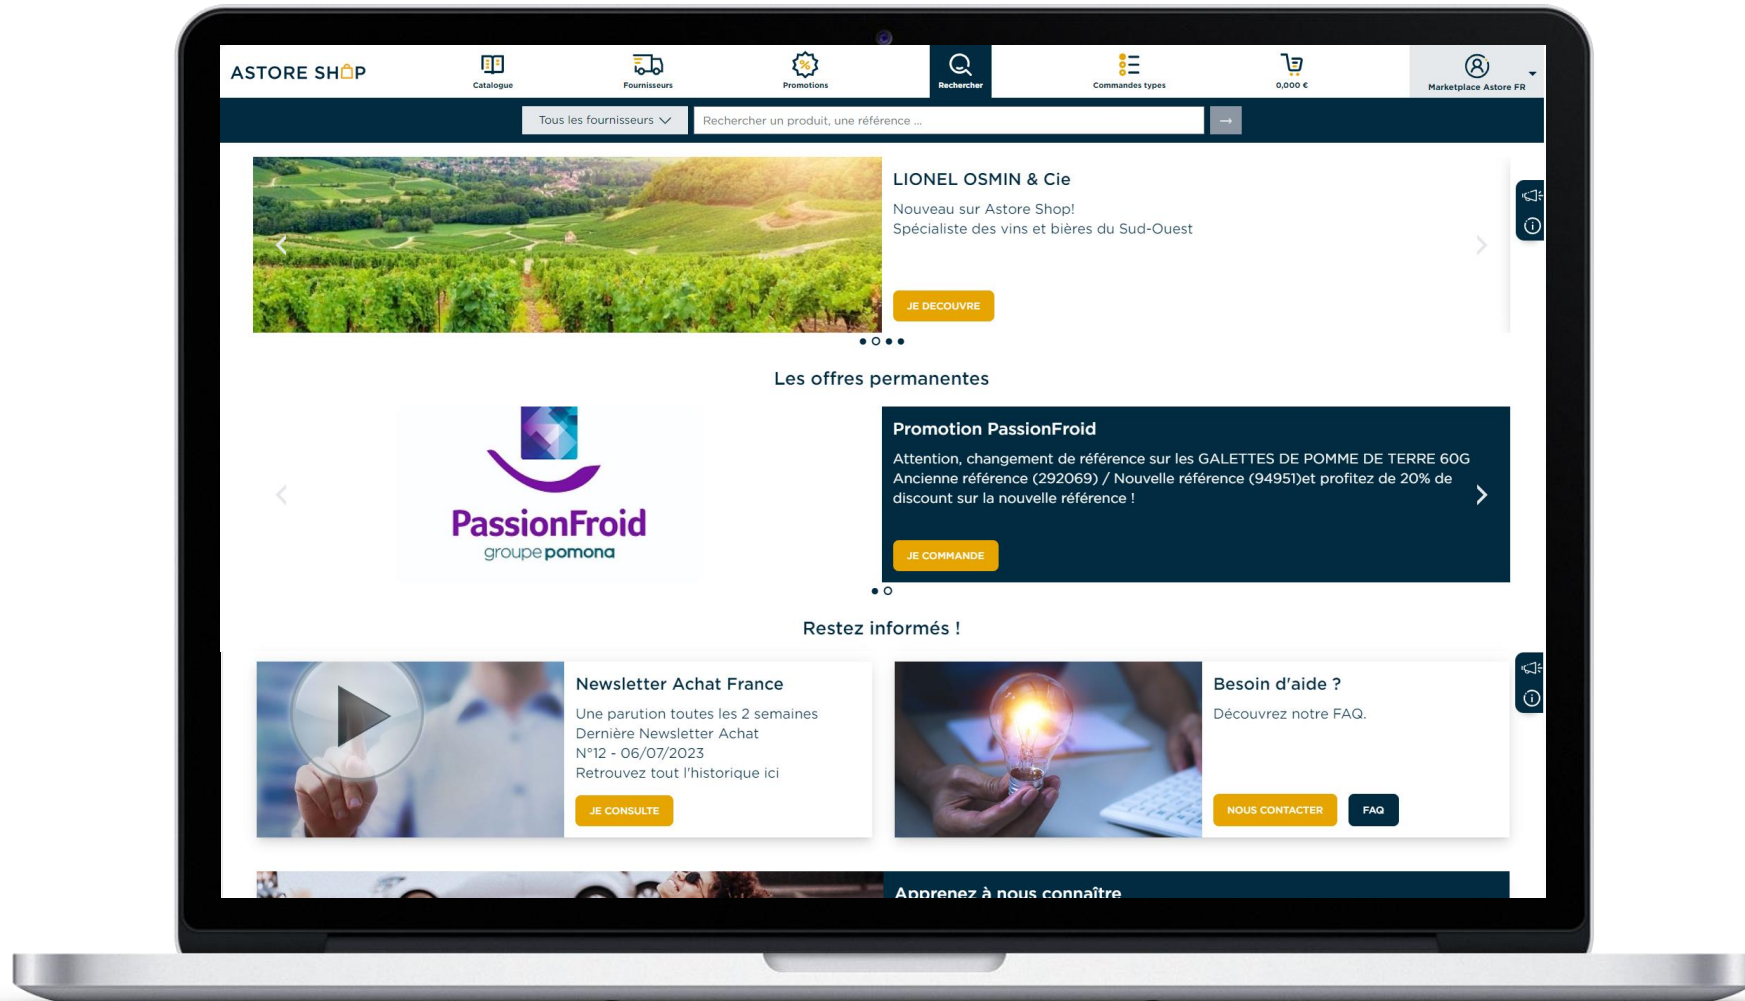 ASTORE SHOP
Catalogue
Fournisseurs
Promotions
Rechercher
Commandes types
0,000 €
Marketplace Astore FR
Tous les fournisseurs
Rechercher un produit, une référence ...
LIONEL OSMIN & Cie
Nouveau sur Astore Shop!
Spécialiste des vins et bières du Sud-Ouest
JE DECOUVRE
Les offres permanentes
PassionFroid
groupe pomona
Promotion PassionFroid
Attention, changement de référence sur les GALETTES DE POMME DE TERRE 60G
Ancienne référence (292069) / Nouvelle référence (94951)et profitez de 20% de
discount sur la nouvelle référence !
JE COMMANDE
Restez informés !
Newsletter Achat France
Une parution toutes les 2 semaines
Dernière Newsletter Achat
N°12 - 06/07/2023
Retrouvez tout l'historique ici
JE CONSULTE
Besoin d'aide ?
Découvrez notre FAQ.
NOUS CONTACTER
FAQ
Apprenez à nous connaître